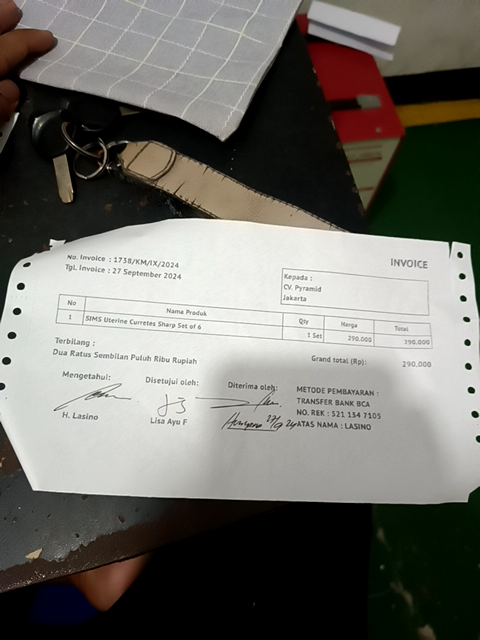 INVOICE
No. Invoice : 1738/KM/IX/2024
Tgl. Invoice : 27 September 2024
Kepada :
CV. Pyramid
Jakarta
No Nama Produk Qty Harga Total
1 SIMS Uterine Curretes Sharp Set of 6 1 Set 290.000 290.000
Terbilang :
Dua Ratus Sembilan Puluh Ribu Rupiah
Grand total (Rp): 290,000
Mengetahui: Disetujui oleh: Diterima oleh:
H. Lasino Lisa Ayu F
27/9 24
METODE PEMBAYARAN :
TRANSFER BANK BCA
NO. REK : 521 134 7105
ATAS NAMA : LASINO